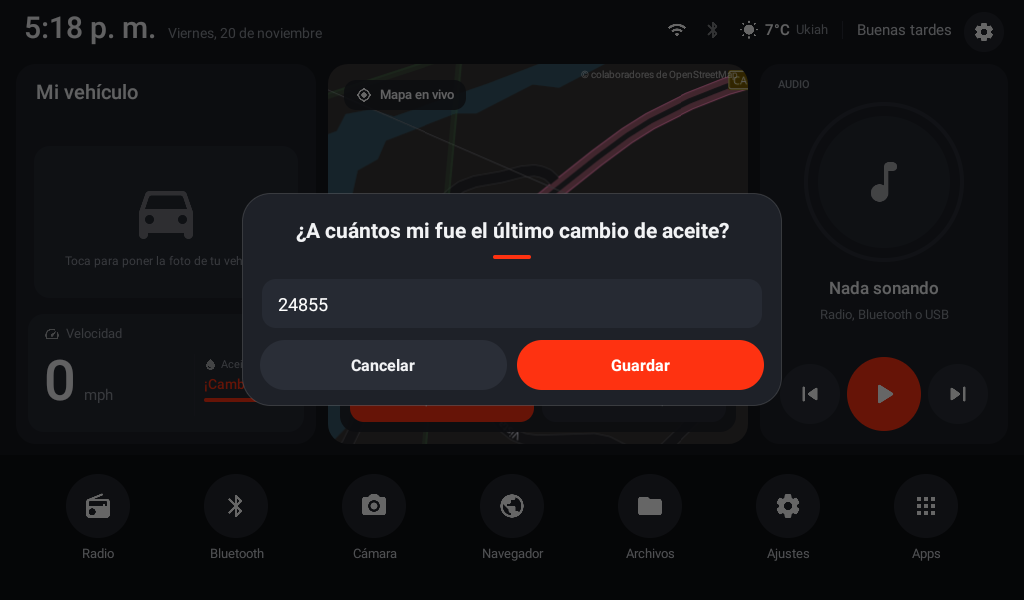 5:18 p. m.
Viernes, 20 de noviembre
7°C
Ukiah
Buenas tardes
Mi vehículo
Mapa en vivo
© colaboradores de OpenStreetMap
CA
AUDIO
Toca para poner la foto de tu
¿A cuántos mi fue el último cambio de aceite?
24855
Cancelar
Guardar
Velocidad
0 mph
Nada sonando
Radio, Bluetooth o USB
Radio
Bluetooth
Cámara
Navegador
Archivos
Ajustes
Apps